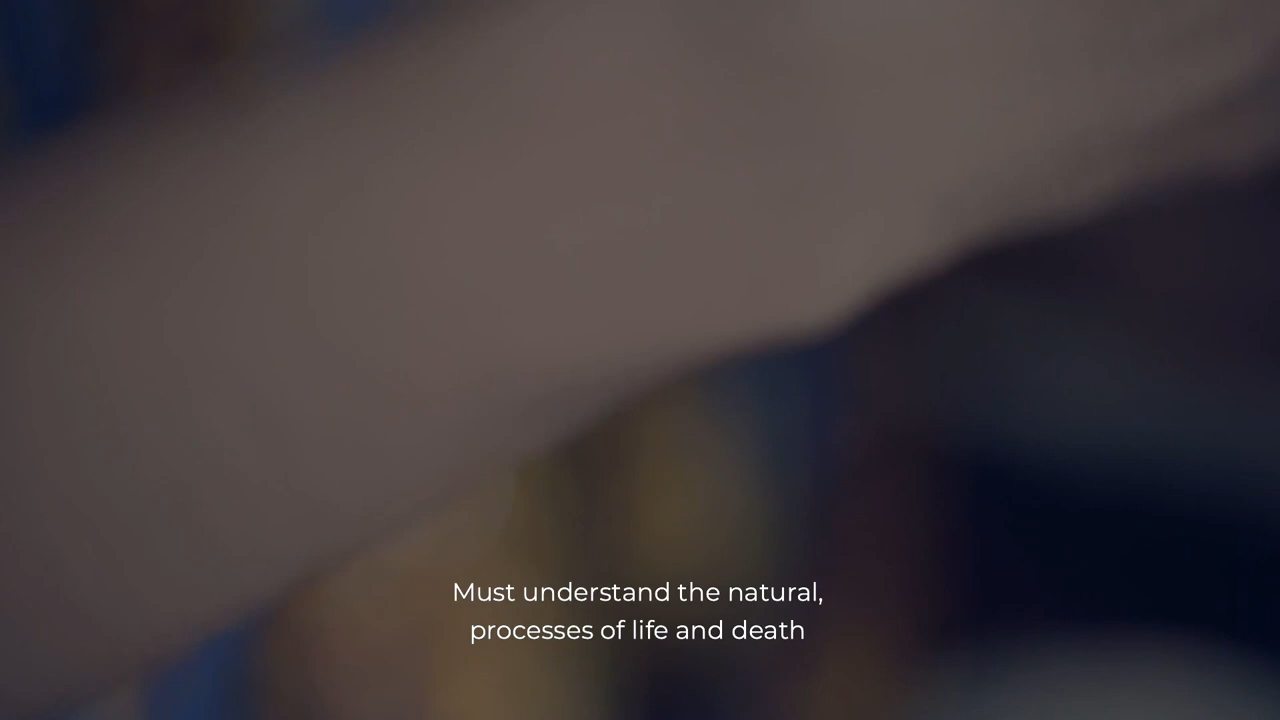 Must understand the natural,
processes of life and death